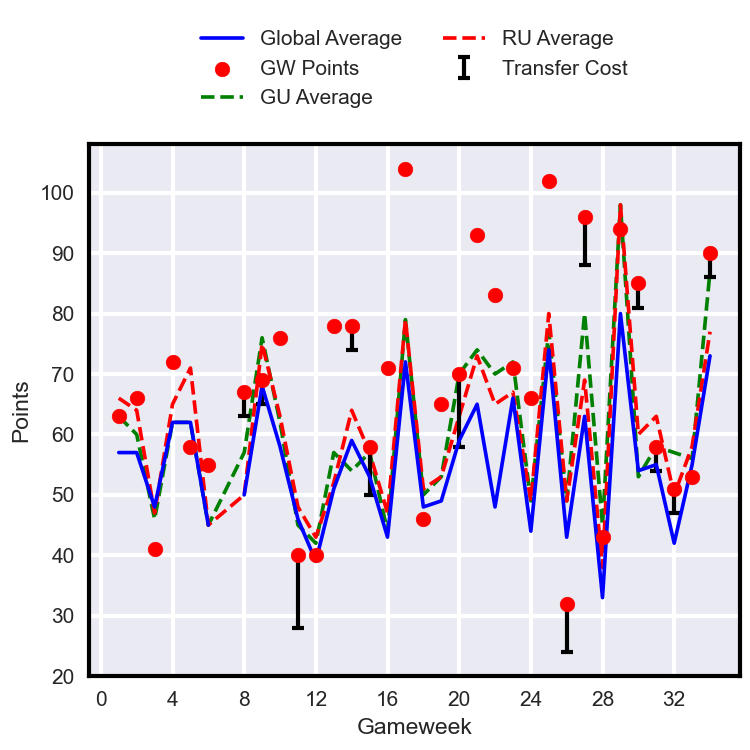 Global Average
GW Points
GU Average
RU Average
Transfer Cost
Points
100
90
80
70
60
50
40
30
20
0 4 8 12 16 20 24 28 32
Gameweek